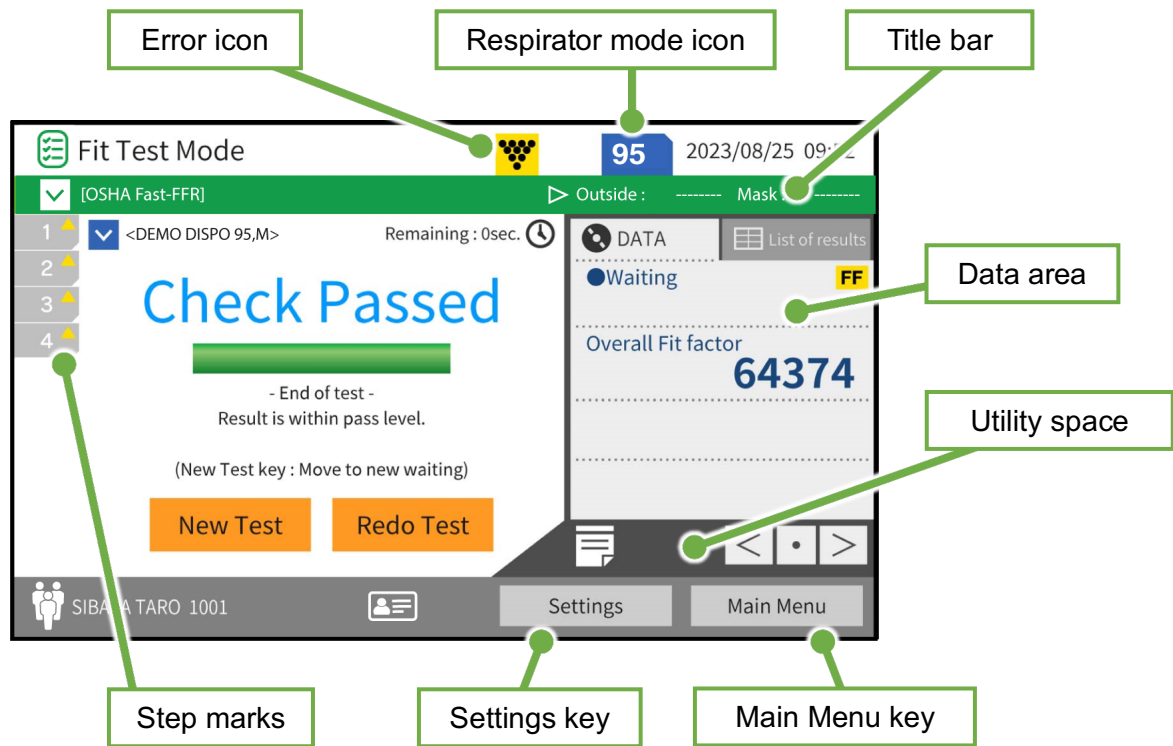 Error icon
Respirator mode icon
Title bar
Fit Test Mode
95
2023/08/25 09:
[OSHA Fast-FFR]
Outside : -------- Mask --------
1
<DEMO DISPO 95,M>
Remaining : 0sec.
DATA
List of results
2
Waiting
FF
3
Check Passed
Data area
4
Overall Fit factor
64374
- End of test -
Result is within pass level.
Utility space
(New Test key : Move to new waiting)
New Test
Redo Test
< • >
TARO 1001
Settings
Main Menu
Step marks
Settings key
Main Menu key